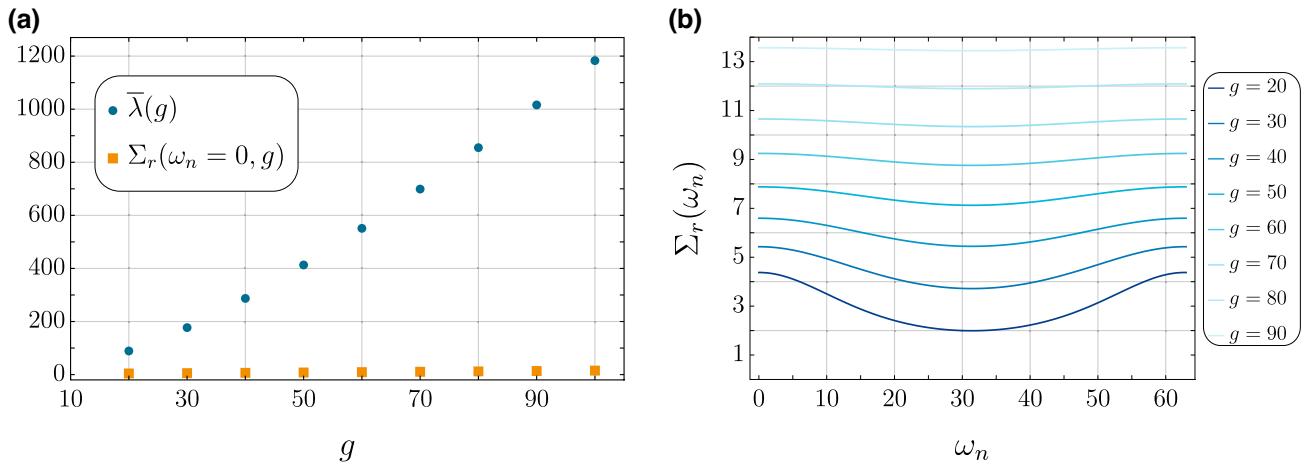 (a)
1200
1000
800
600
400
200
0
10 30 50 70 90
g
λ̅(g)
Σ_r(ω_n = 0, g)
(b)
13
11
9
7
5
3
1
Σ_r(ω_n)
0 10 20 30 40 50 60
ω_n
g = 20
g = 30
g = 40
g = 50
g = 60
g = 70
g = 80
g = 90